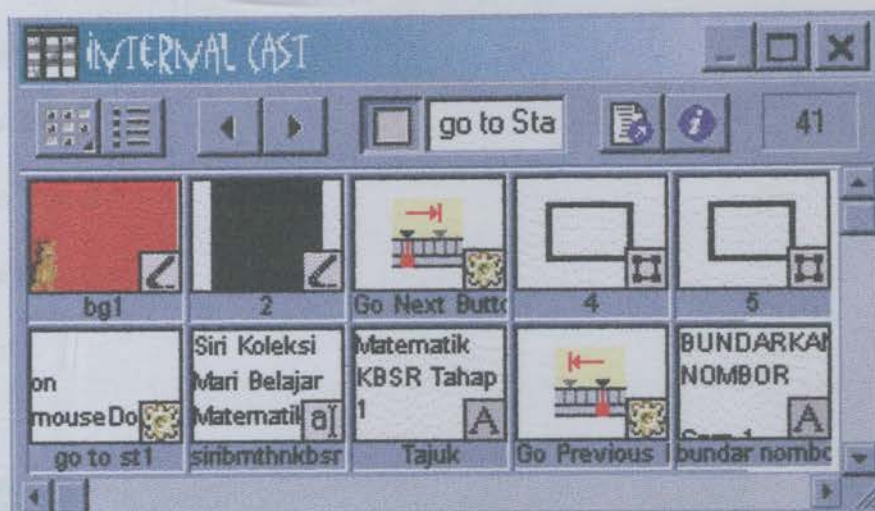 INTERNAL CAST
go to Sta
41
bg1
2
Go Next Butto
4
5
on
mouseDo
go to st1
Siri Koleksi
Mari Belajar
Matematik
a
siribmthnkbsr
Matematik
KBSR Tahap
1
A
Tajuk
Go Previous
BUNDARKAN
NOMBOR
A
bundar nombo